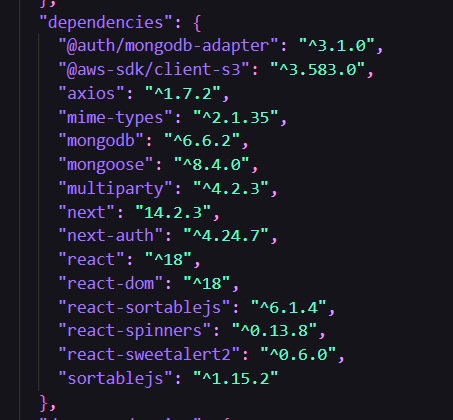 },
"dependencies": {
"@auth/mongodb-adapter": "^3.1.0",
"@aws-sdk/client-s3": "^3.583.0",
"axios": "^1.7.2",
"mime-types": "^2.1.35",
"mongodb": "^6.6.2",
"mongoose": "^8.4.0",
"multiparty": "^4.2.3",
"next": "14.2.3",
"next-auth": "^4.24.7",
"react": "^18",
"react-dom": "^18",
"react-sortablejs": "^6.1.4",
"react-spinners": "^0.13.8",
"react-sweetalert2": "^0.6.0",
"sortablejs": "^1.15.2"
},